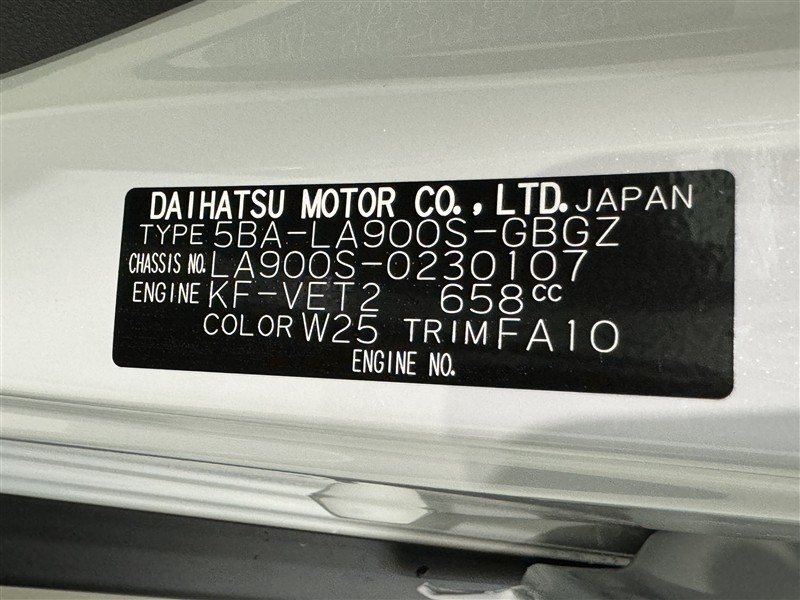 DAIHATSU MOTOR CO., LTD. JAPAN
TYPE 5BA-LA900S-GBGZ
CHASSIS NO. LA900S-0230107
ENGINE KF-VET2 658cc
COLOR W25 TRIM FA10
ENGINE NO.